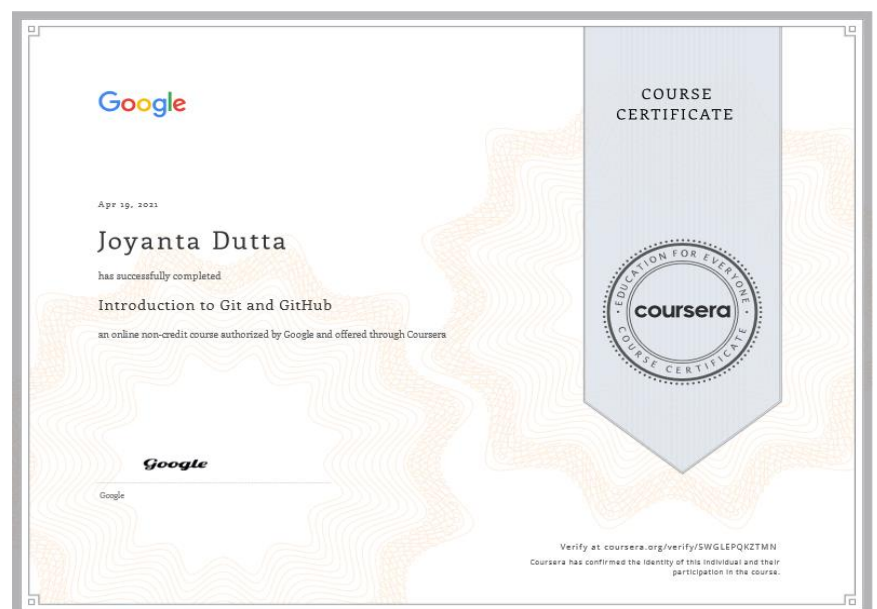 Google
COURSE
CERTIFICATE
Apr 19, 2021
Joyanta Dutta
has successfully completed
Introduction to Git and GitHub
an online non-credit course authorized by Google and offered through Coursera
EDUCATION FOR EVERYONE
coursera
COURSE CERTIFICATE
Google
Google
Verify at coursera.org/verify/SWGLEPQKZTMN
Coursera has confirmed the identity of this individual and their
participation in the course.